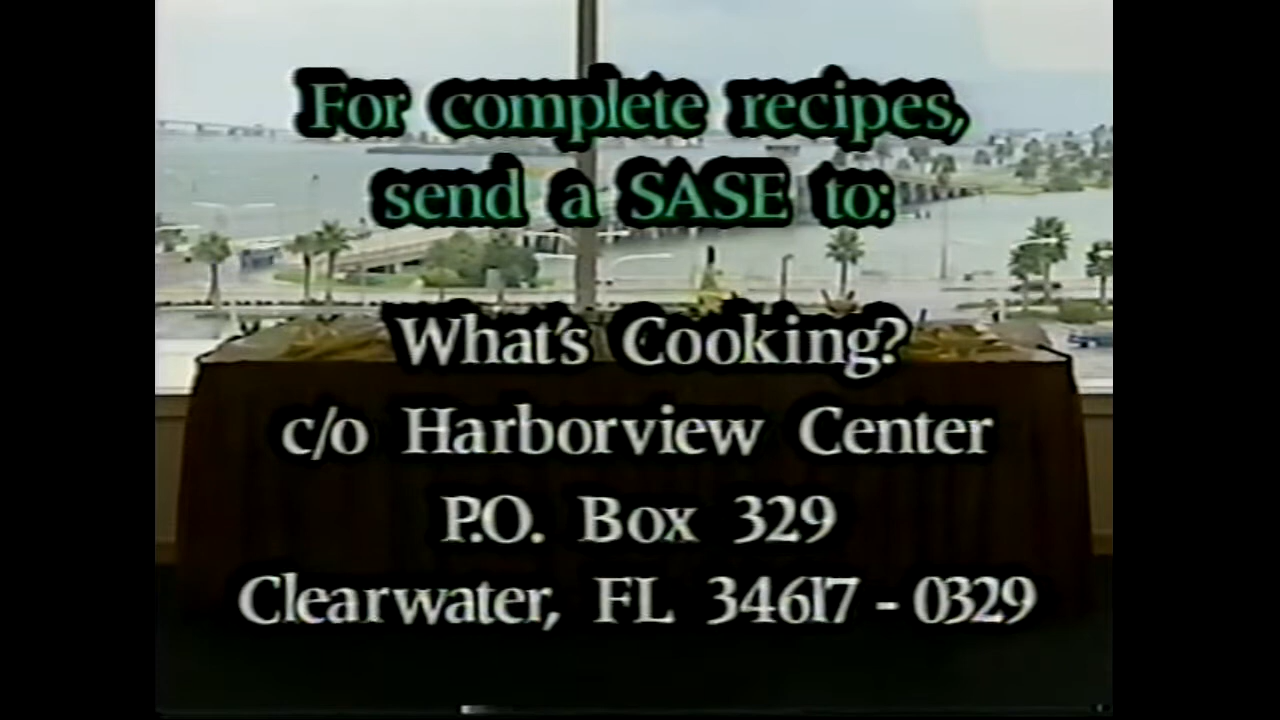 For complete recipes,
send a SASE to:
What's Cooking?
c/o Harborview Center
P.O. Box 329
Clearwater, FL 34617-0329